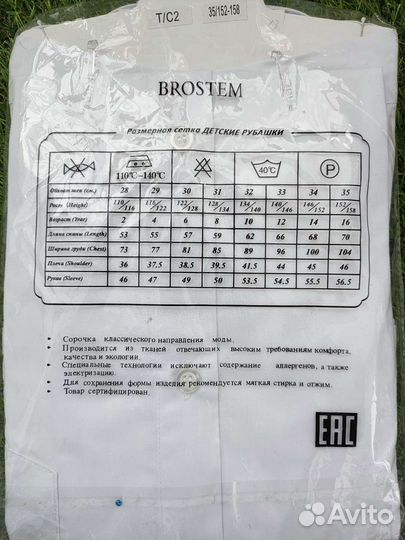 T/C2
35/152-158
BROSTEM
Размерная сетка ДЕТСКИЕ РУБАШКИ
110°C-140°C 40°C P
Обхват шеи (см.) 28 29 30 31 32 33 34 35
Рост (Height) 110/116 116/122 122/128 128/134 134/140 140/146 146/152 152/158
Возраст (Year) 2 4 6 8 10 12 14 16
Длина спины (Length) 53 55 57 59 62 66 68 70
Ширина груди (Chest) 73 77 81 85 89 96 100 104
Плечи (Shoulder) 36 37.5 38.5 39.5 41.5 44 45 46
Рукав (Sleeve) 46 47 49 50 53.5 54.5 55.5 56.5
• Сорочка классического направления моды.
• Производится из тканей отвечающих высоким требованиям комфорта,
качества и экологии.
• Специальные технологии исключают содержание аллергенов, а также
электризацию.
• Для сохранения формы изделия рекомендуется мягкая стирка и отжим.
• Товар сертифицирован.
EAC
Avito